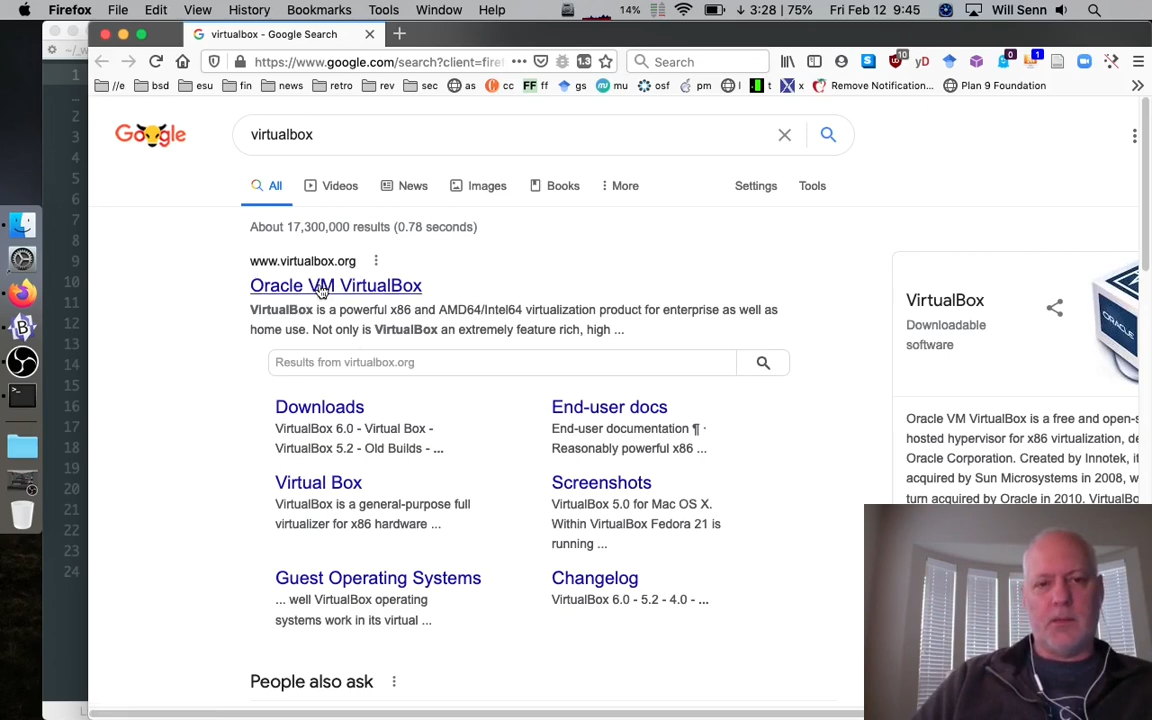 Firefox File Edit View History Bookmarks Tools Window Help 14% 3:28 | 75% Fri Feb 12 9:45 Will Senn
virtualbox - Google Search
https://www.google.com/search?client=firef 1.3 Search 10 yD 0 1
//e bsd esu fin news retro rev sec as cc FF ff gs mu osf pm l t x Remove Notification... Plan 9 Foundation
Google
virtualbox
All Videos News Images Books More Settings Tools
About 17,300,000 results (0.78 seconds)
www.virtualbox.org
Oracle VM VirtualBox
VirtualBox is a powerful x86 and AMD64/Intel64 virtualization product for enterprise as well as
home use. Not only is VirtualBox an extremely feature rich, high ...
Results from virtualbox.org
Downloads
VirtualBox 6.0 - Virtual Box -
VirtualBox 5.2 - Old Builds - ...
End-user docs
End-user documentation ¶ ·
Reasonably powerful x86 ...
Virtual Box
VirtualBox is a general-purpose full
virtualizer for x86 hardware ...
Screenshots
VirtualBox 5.0 for Mac OS X.
Within VirtualBox Fedora 21 is
running ...
Guest Operating Systems
... well VirtualBox operating
systems work in its virtual ...
Changelog
VirtualBox 6.0 - 5.2 - 4.0 - ...
People also ask
VirtualBox
Downloadable
software
ORACLE
Oracle VM VirtualBox is a free and open-s
hosted hypervisor for x86 virtualization, de
Oracle Corporation. Created by Innotek, it
acquired by Sun Microsystems in 2008, w
turn acquired by Oracle in 2010. VirtualBo
1
2
3
4
5
6
7
8
9
10
11
12
13
14
15
16
17
18
19
20
21
22
23
24